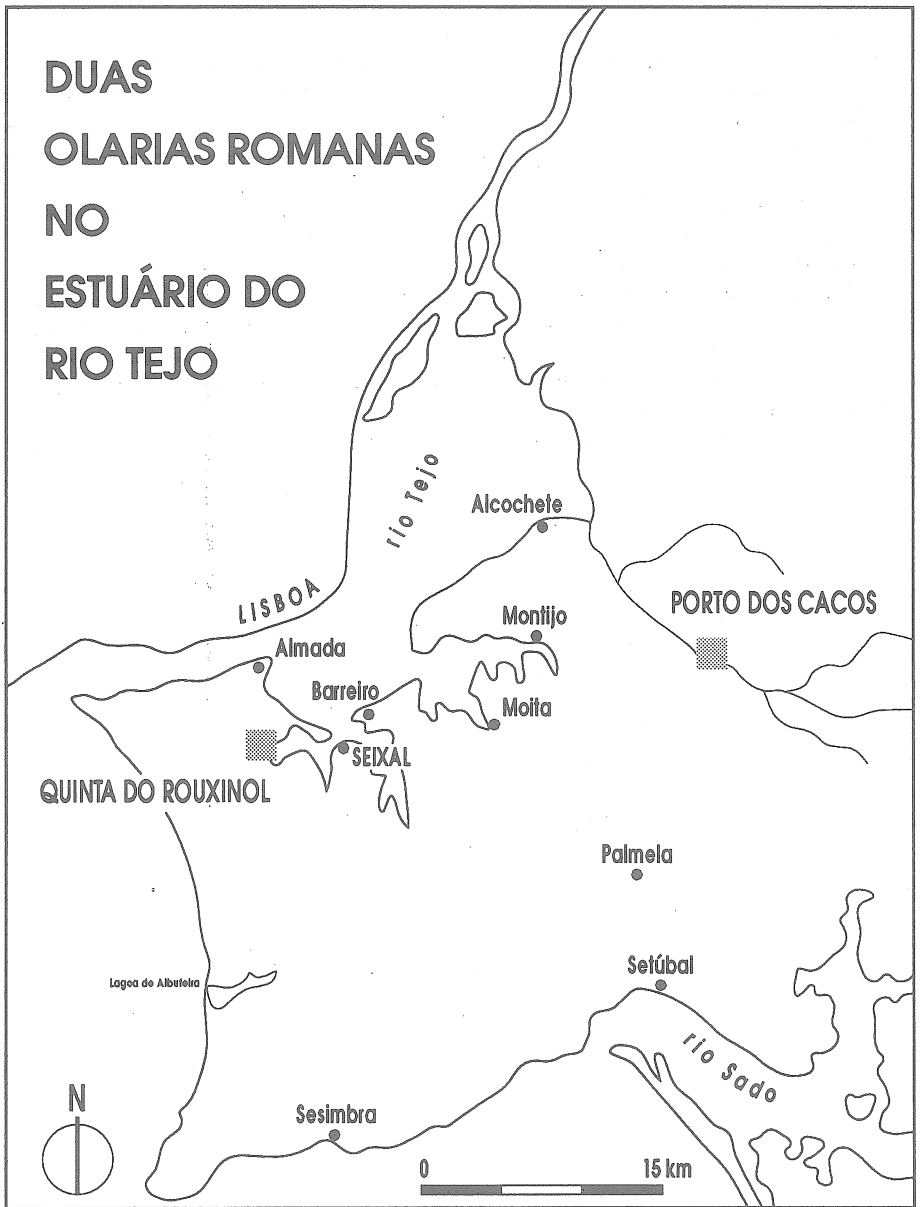 DUAS
OLARIAS ROMANAS
NO
ESTUÁRIO DO
RIO TEJO
rio Tejo
Alcochete
LISBOA
PORTO DOS CACOS
Montijo
Almada
Barreiro
Moita
SEIXAL
QUINTA DO ROUXINOL
Palmela
Setúbal
Lagoa de Albufeira
rio Sado
N
Sesimbra
0 15 km